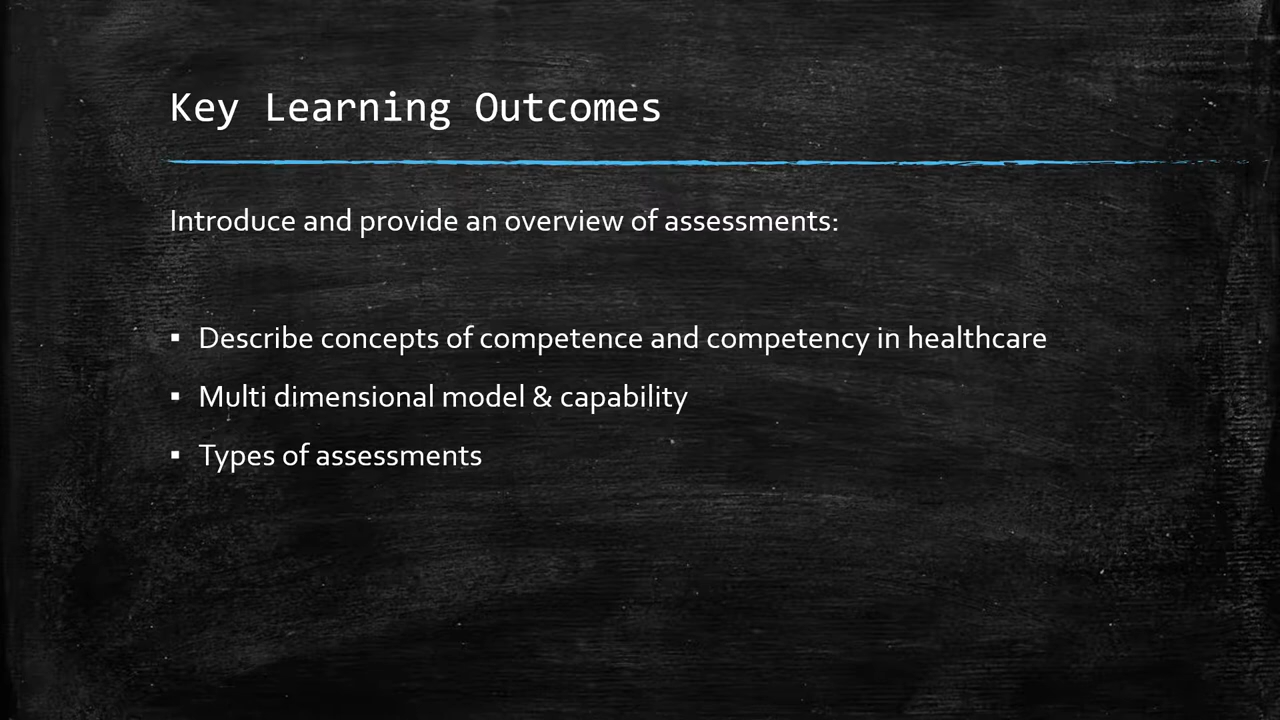 Key Learning Outcomes
Introduce and provide an overview of assessments:
▪ Describe concepts of competence and competency in healthcare
▪ Multi dimensional model & capability
▪ Types of assessments